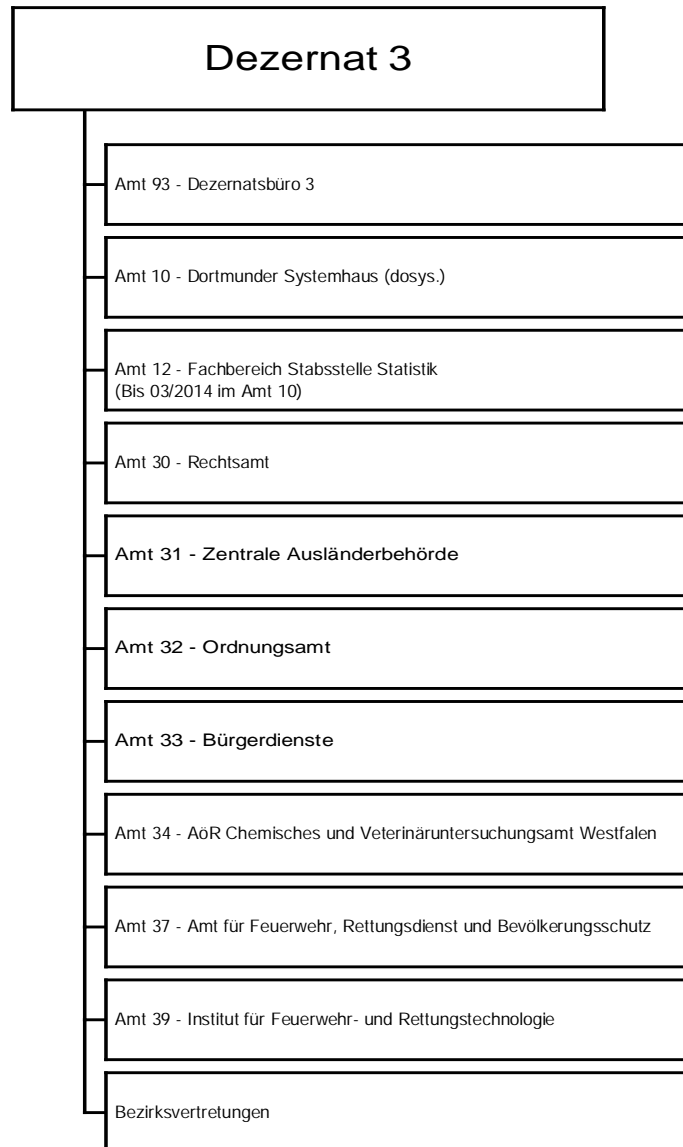 Dezernat 3
Amt 93 - Dezernatsbüro 3
Amt 10 - Dortmunder Systemhaus (dosys.)
Amt 12 - Fachbereich Stabsstelle Statistik
(Bis 03/2014 im Amt 10)
Amt 30 - Rechtsamt
Amt 31 - Zentrale Ausländerbehörde
Amt 32 - Ordnungsamt
Amt 33 - Bürgerdienste
Amt 34 - AöR Chemisches und Veterinäruntersuchungsamt Westfalen
Amt 37 - Amt für Feuerwehr, Rettungsdienst und Bevölkerungsschutz
Amt 39 - Institut für Feuerwehr- und Rettungstechnologie
Bezirksvertretungen